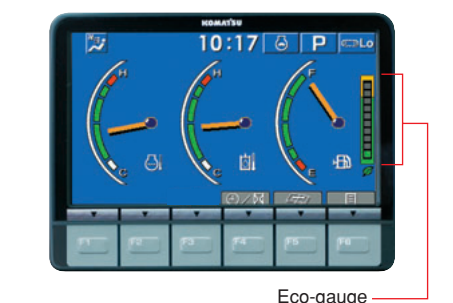 KOMATSU
10:17 P Lo
H H F
C C E
F1 F2 F3 F4 F5 F6
Eco-gauge